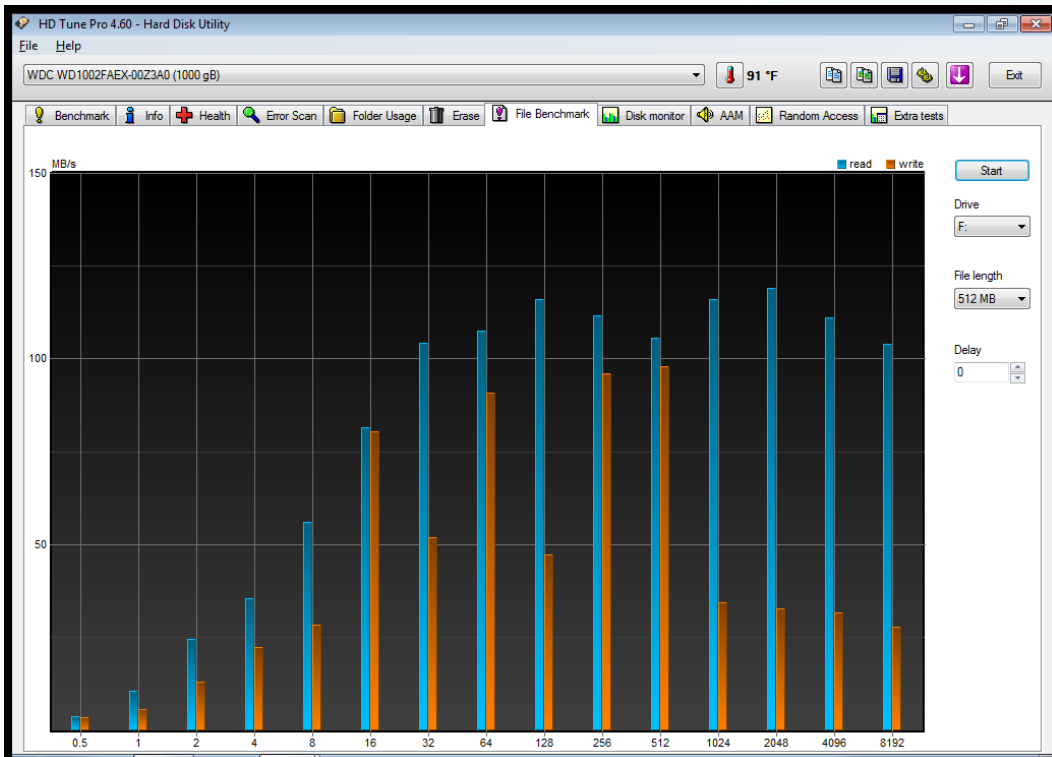 HD Tune Pro 4.60 - Hard Disk Utility
File Help
WDC WD1002FAEX-00Z3A0 (1000 gB)
91 °F
Exit
Benchmark Info Health Error Scan Folder Usage Erase File Benchmark Disk monitor AAM Random Access Extra tests
MB/s
read write
Start
150
Drive
F:
File length
512 MB
100
Delay
0
50
0.5 1 2 4 8 16 32 64 128 256 512 1024 2048 4096 8192